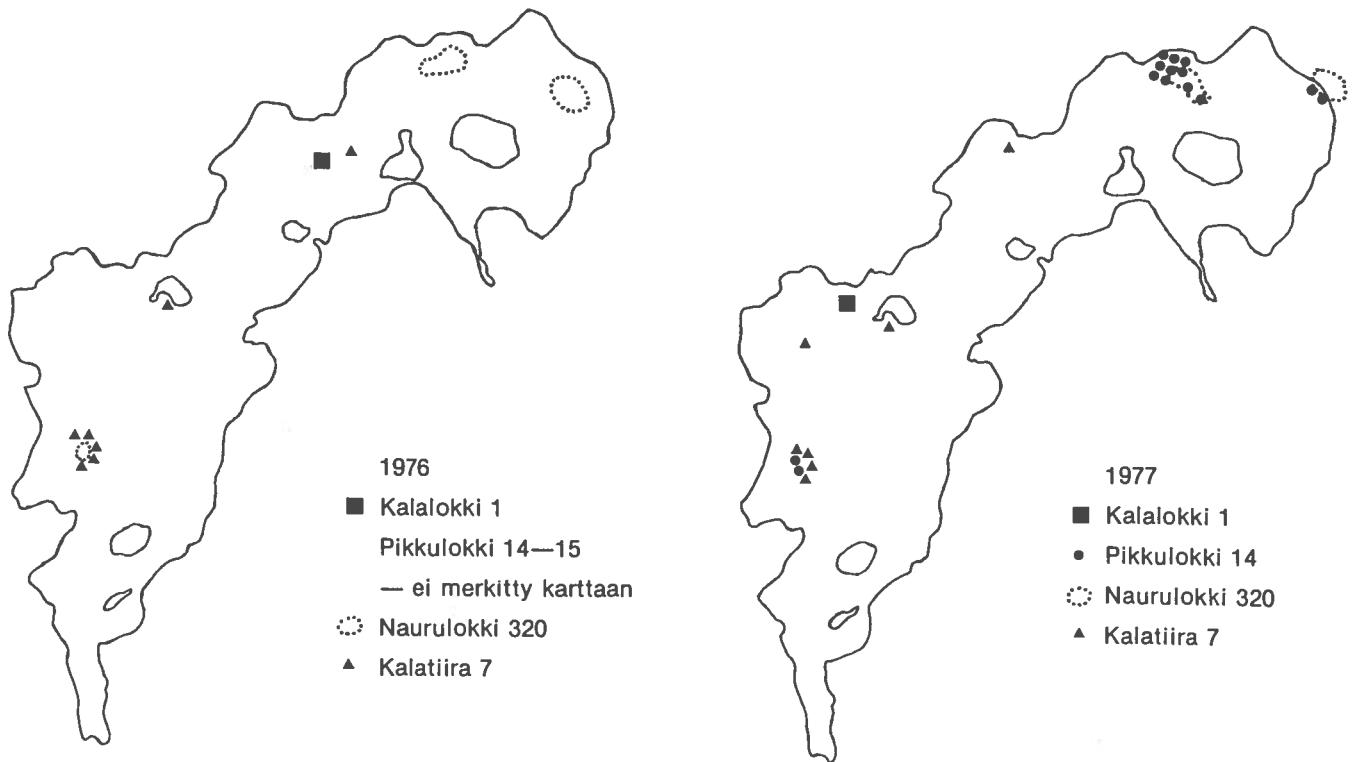 1976
Kalalokki 1
Pikkulokki 14—15
— ei merkitty karttaan
Naurulokki 320
Kalatiira 7
1977
Kalalokki 1
Pikkulokki 14
Naurulokki 320
Kalatiira 7